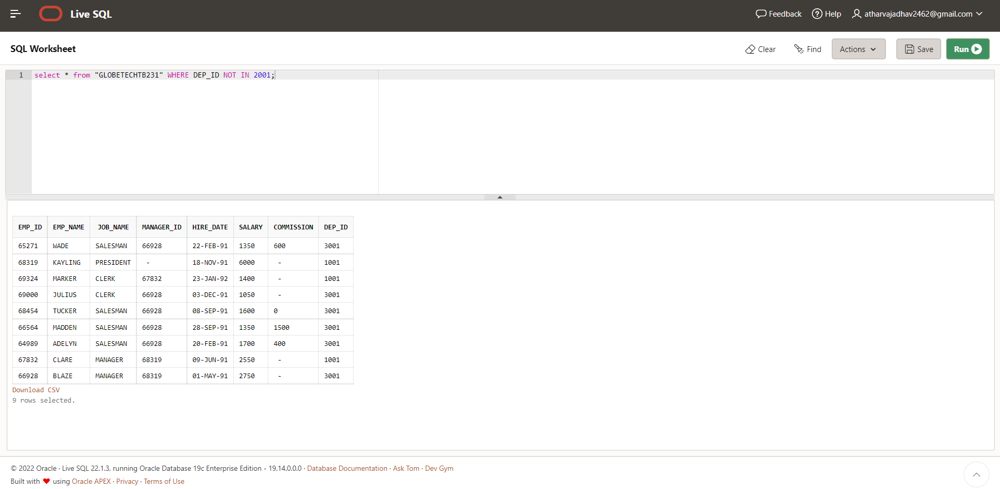 Live SQL
Feedback Help atharvajadhav2462@gmail.com
SQL Worksheet
Clear Find Actions Save Run
1 select * from "GLOBETECHTB231" WHERE DEP_ID NOT IN 2001;
EMP_ID EMP_NAME JOB_NAME MANAGER_ID HIRE_DATE SALARY COMMISSION DEP_ID
65271 WADE SALESMAN 66928 22-FEB-91 1350 600 3001
68319 KAYLING PRESIDENT - 18-NOV-91 6000 - 1001
69324 MARKER CLERK 67832 23-JAN-92 1400 - 1001
69000 JULIUS CLERK 66928 03-DEC-91 1050 - 3001
68454 TUCKER SALESMAN 66928 08-SEP-91 1600 0 3001
66564 MADDEN SALESMAN 66928 28-SEP-91 1350 1500 3001
64989 ADELYN SALESMAN 66928 20-FEB-91 1700 400 3001
67832 CLARE MANAGER 68319 09-JUN-91 2550 - 1001
66928 BLAZE MANAGER 68319 01-MAY-91 2750 - 3001
Download CSV
9 rows selected.
© 2022 Oracle · Live SQL 22.1.3, running Oracle Database 19c Enterprise Edition - 19.14.0.0.0 · Database Documentation · Ask Tom · Dev Gym
Built with ❤ using Oracle APEX · Privacy · Terms of Use